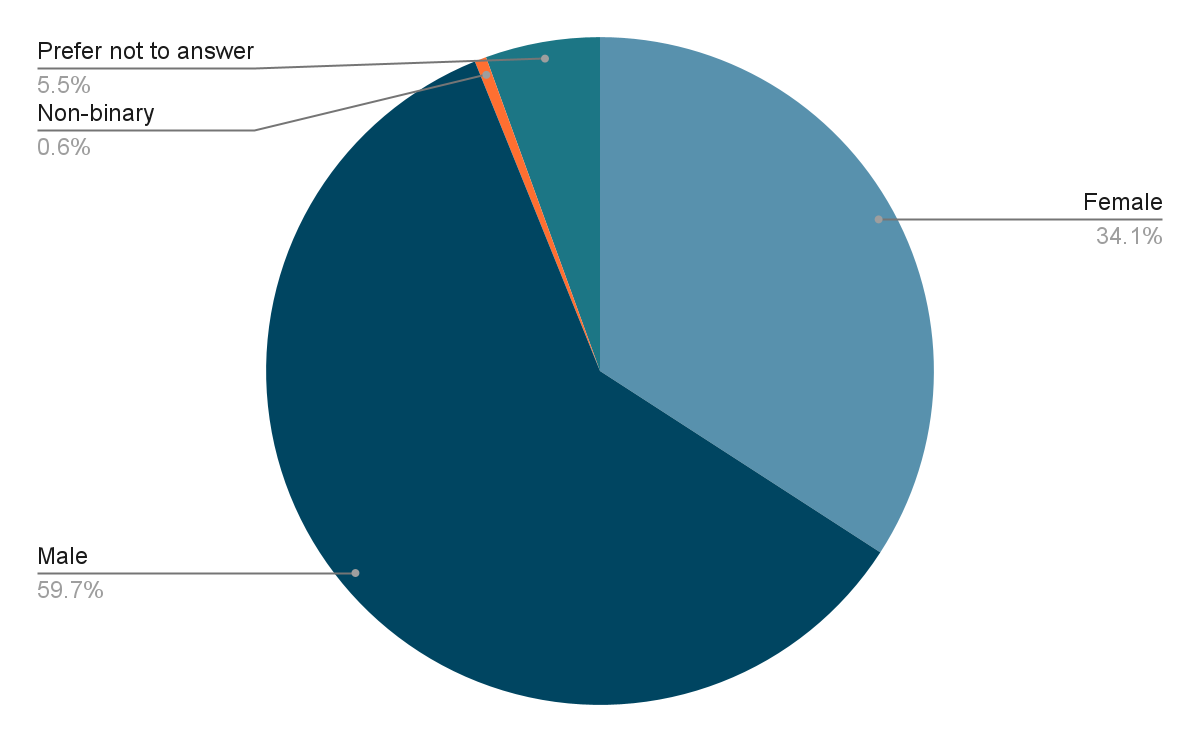 Prefer not to answer
5.5%
Non-binary
0.6%
Female
34.1%
Male
59.7%